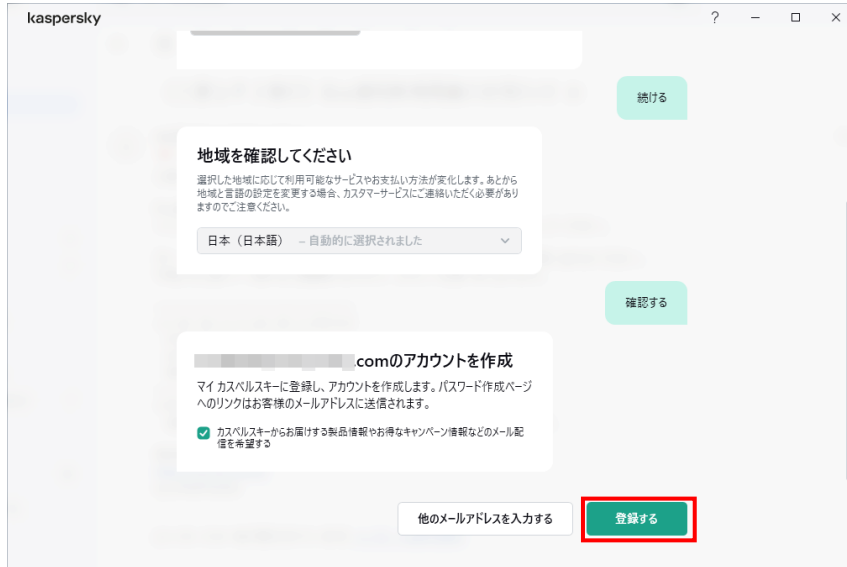 kaspersky
続ける
地域を確認してください
選択した地域に応じて利用可能なサービスやお支払い方法が変化します。あとから
地域と言語の設定を変更する場合、カスタマーサービスにご連絡いただく必要があり
ますのでご注意ください。
日本（日本語） – 自動的に選択されました
確認する
.comのアカウントを作成
マイ カスペルスキーに登録し、アカウントを作成します。パスワード作成ページ
へのリンクはお客様のメールアドレスに送信されます。
カスペルスキーからお届けする製品情報やお得なキャンペーン情報などのメール配
信を希望する
他のメールアドレスを入力する
登録する